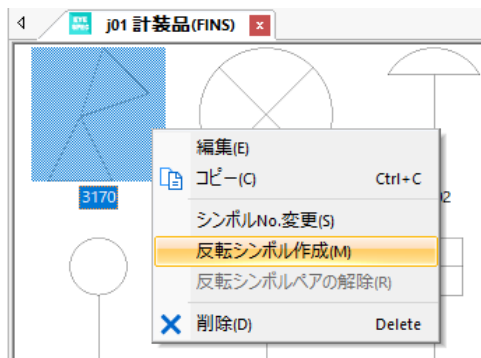 j01 計装品(FINS)
編集(E)
コピー(C) Ctrl+C
3170
シンボルNo.変更(S)
反転シンボル作成(M)
反転シンボルペアの解除(R)
削除(D) Delete